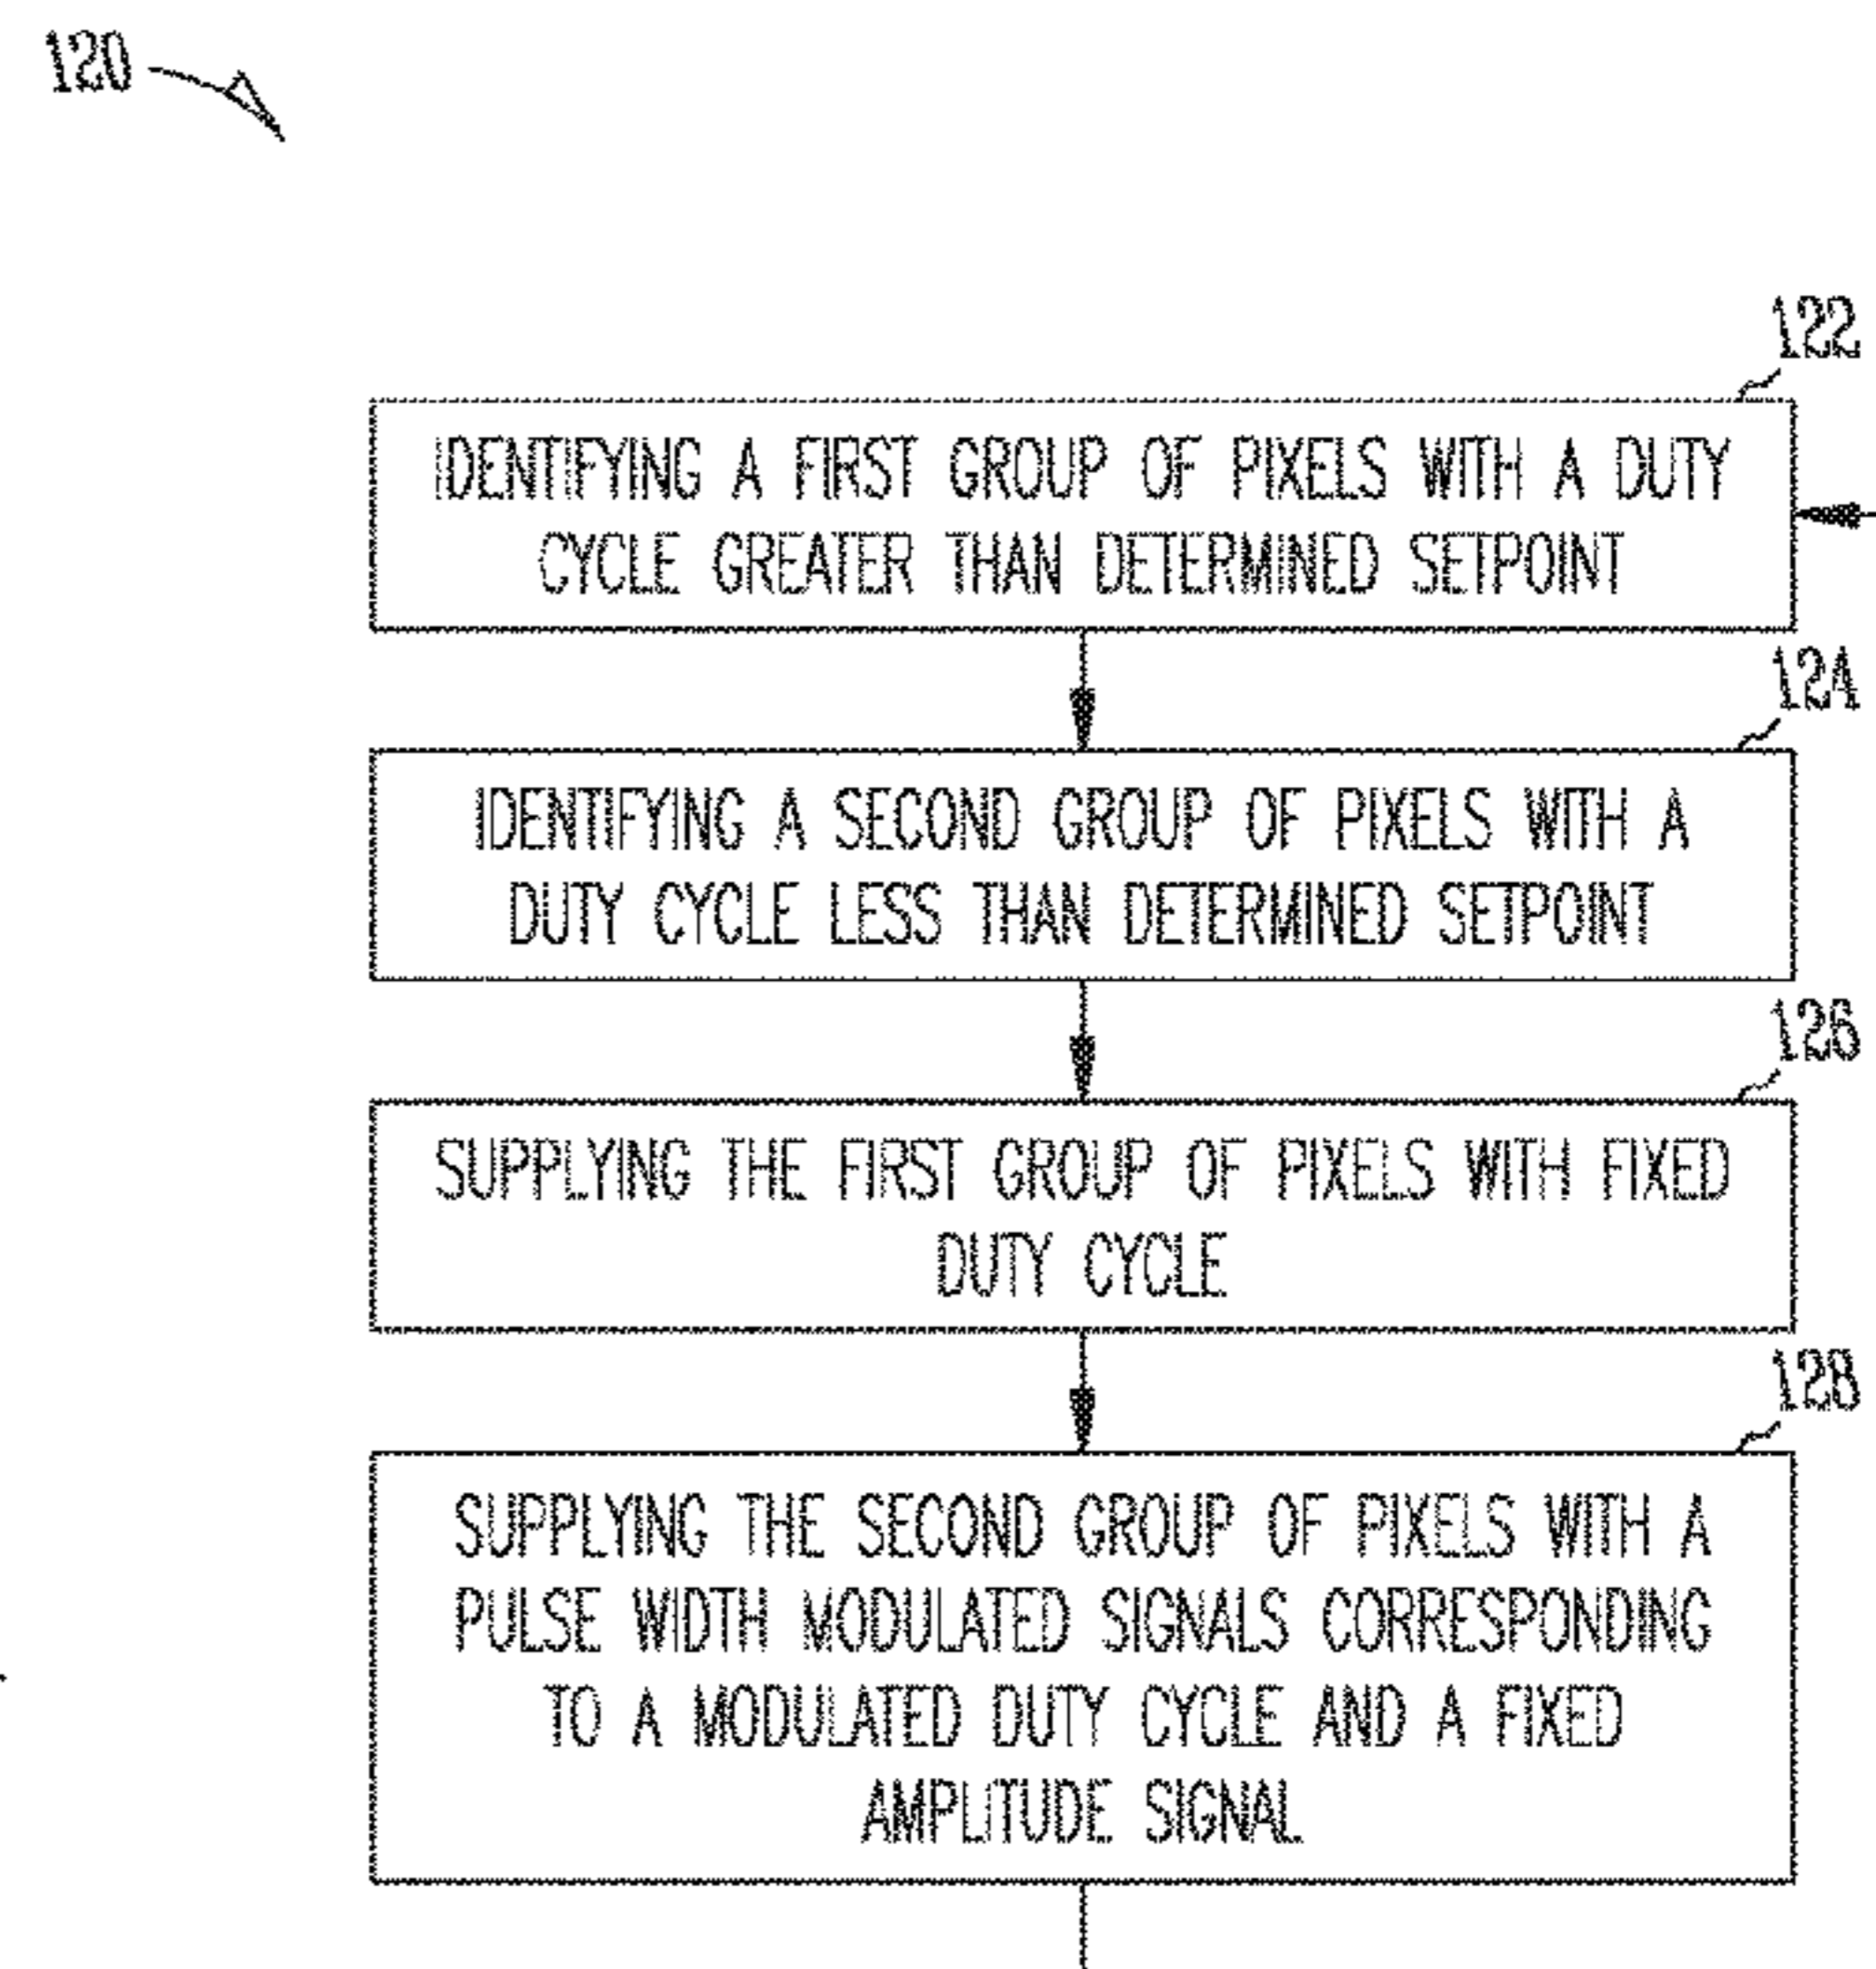 120
122
IDENTIFYING A FIRST GROUP OF PIXELS WITH A DUTY
CYCLE GREATER THAN DETERMINED SETPOINT
124
IDENTIFYING A SECOND GROUP OF PIXELS WITH A
DUTY CYCLE LESS THAN DETERMINED SETPOINT
126
SUPPLYING THE FIRST GROUP OF PIXELS WITH FIXED
DUTY CYCLE
128
SUPPLYING THE SECOND GROUP OF PIXELS WITH A
PULSE WIDTH MODULATED SIGNALS CORRESPONDING
TO A MODULATED DUTY CYCLE AND A FIXED
AMPLITUDE SIGNAL